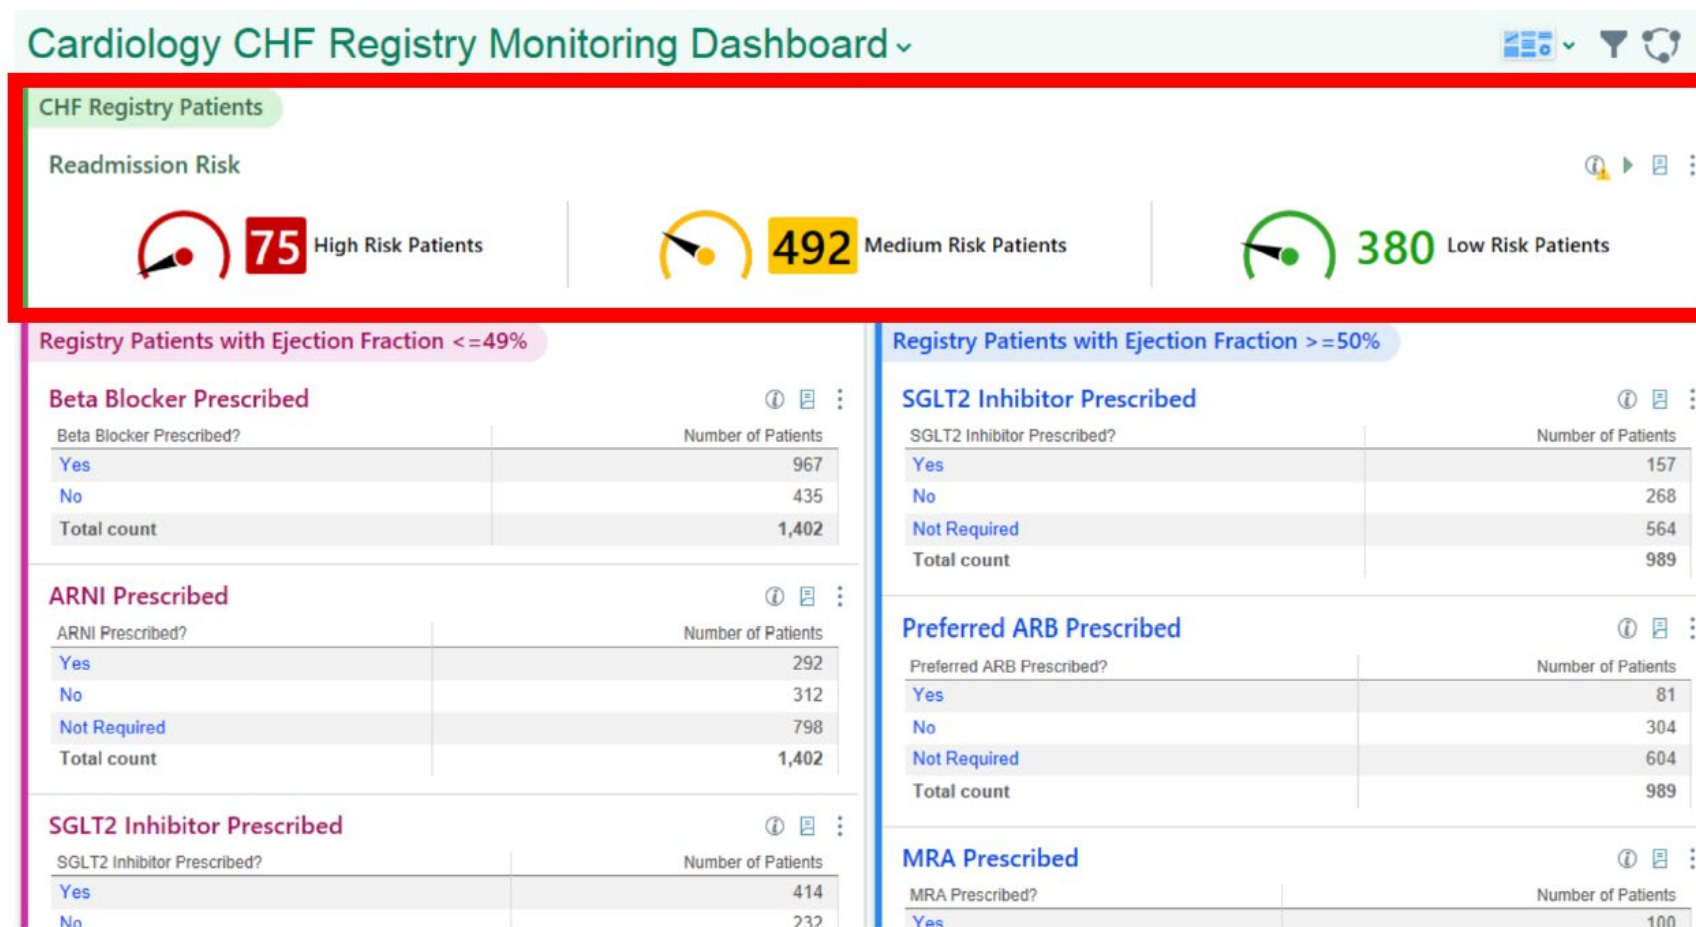 Cardiology CHF Registry Monitoring Dashboard
CHF Registry Patients
Readmission Risk
75 High Risk Patients
492 Medium Risk Patients
380 Low Risk Patients
Registry Patients with Ejection Fraction <=49%
Beta Blocker Prescribed
Beta Blocker Prescribed? Number of Patients
Yes 967
No 435
Total count 1,402
ARNI Prescribed
ARNI Prescribed? Number of Patients
Yes 292
No 312
Not Required 798
Total count 1,402
SGLT2 Inhibitor Prescribed
SGLT2 Inhibitor Prescribed? Number of Patients
Yes 414
No 232
Registry Patients with Ejection Fraction >=50%
SGLT2 Inhibitor Prescribed
SGLT2 Inhibitor Prescribed? Number of Patients
Yes 157
No 268
Not Required 564
Total count 989
Preferred ARB Prescribed
Preferred ARB Prescribed? Number of Patients
Yes 81
No 304
Not Required 604
Total count 989
MRA Prescribed
MRA Prescribed? Number of Patients
Yes 100